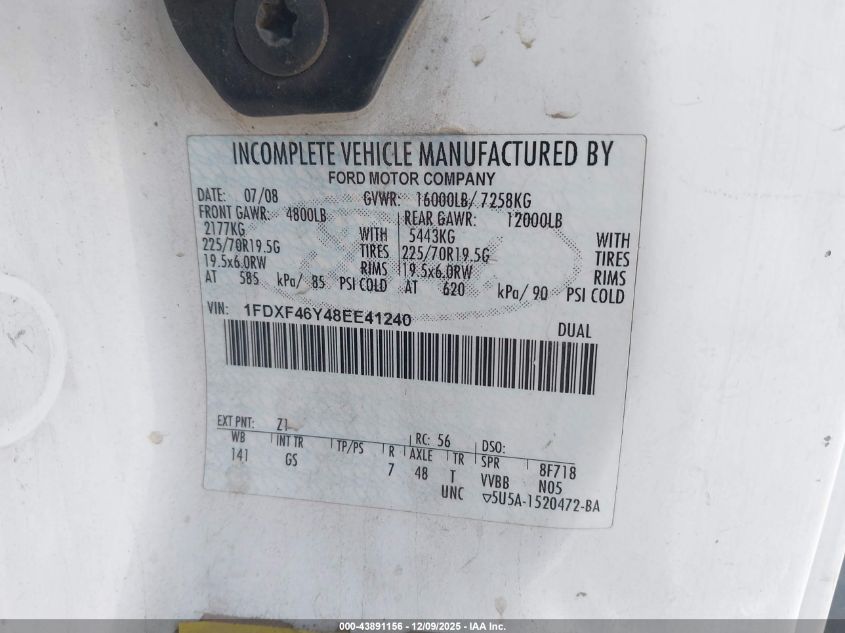 INCOMPLETE VEHICLE MANUFACTURED BY
FORD MOTOR COMPANY
DATE: 07/08 GVWR: 16000LB/ 7258KG
FRONT GAWR: 4800LB REAR GAWR: 12000LB
2177KG WITH 5443KG WITH
225/70R19.5G TIRES 225/70R19.5G TIRES
19.5x6.0RW RIMS 19.5x6.0RW RIMS
AT 585 kPa/ 85 PSI COLD AT 620 kPa/ 90 PSI COLD
VIN: 1FDXF46Y48EE41240 DUAL
EXT PNT: Z1 RC: 56 DSO:
WB INT TR TP/PS R AXLE TR SPR 8F718
141 GS 7 48 T VVBB N05
UNC ▽5U5A-1520472-BA
000-43891156 - 12/09/2025 - IAA Inc.